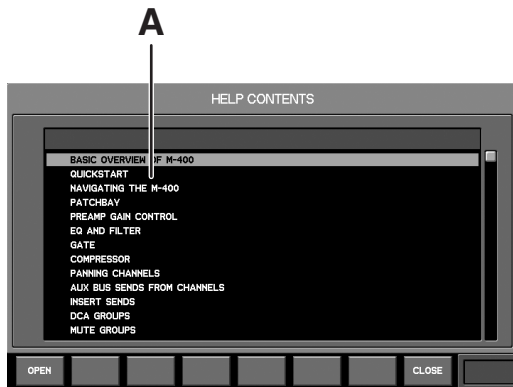 A
HELP CONTENTS
BASIC OVERVIEW OF M-400
QUICKSTART
NAVIGATING THE M-400
PATCHBAY
PREAMP GAIN CONTROL
EQ AND FILTER
GATE
COMPRESSOR
PANNING CHANNELS
AUX BUS SENDS FROM CHANNELS
INSERT SENDS
DCA GROUPS
MUTE GROUPS
OPEN
CLOSE